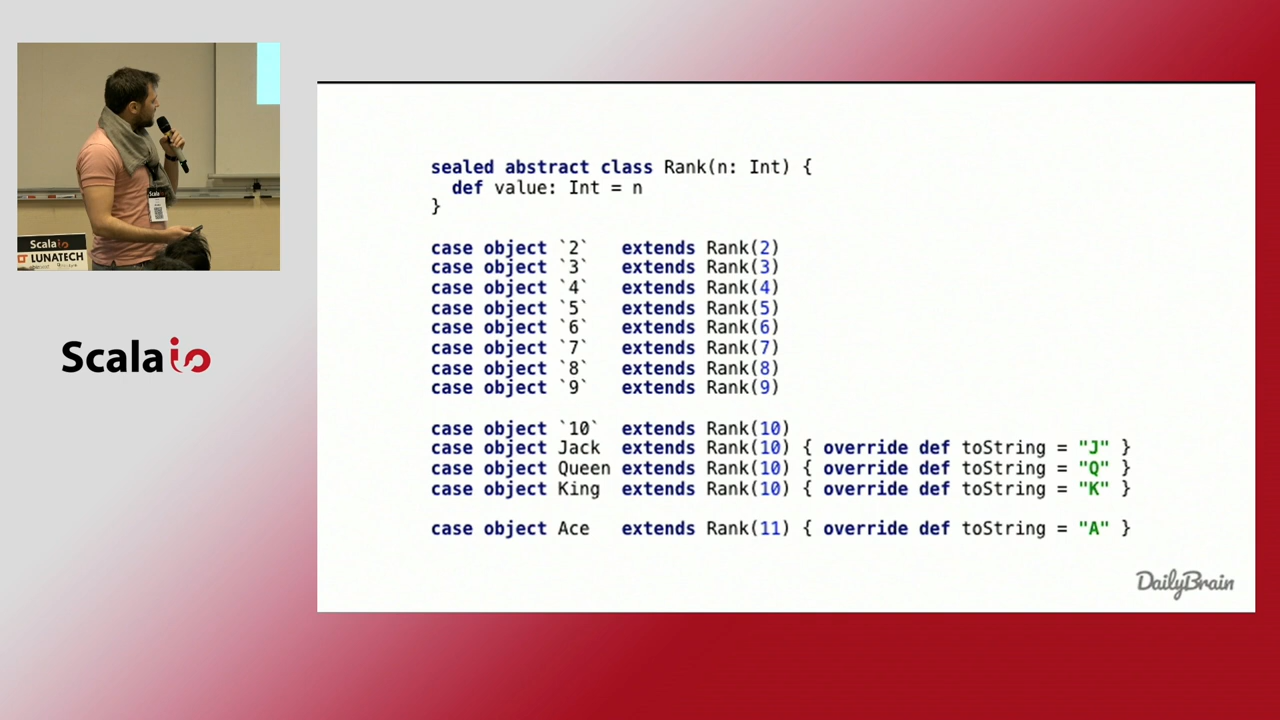 Scalaio
LUNATECH
Scalaio
sealed abstract class Rank(n: Int) {
  def value: Int = n
}
case object `2`   extends Rank(2)
case object `3`   extends Rank(3)
case object `4`   extends Rank(4)
case object `5`   extends Rank(5)
case object `6`   extends Rank(6)
case object `7`   extends Rank(7)
case object `8`   extends Rank(8)
case object `9`   extends Rank(9)
case object `10`  extends Rank(10)
case object Jack  extends Rank(10) { override def toString = "J" }
case object Queen extends Rank(10) { override def toString = "Q" }
case object King  extends Rank(10) { override def toString = "K" }
case object Ace   extends Rank(11) { override def toString = "A" }
DailyBrain